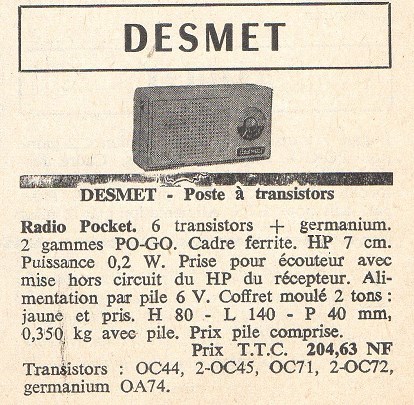 DESMET
DESMET - Poste à transistors
Radio Pocket. 6 transistors + germanium.
2 gammes PO-GO. Cadre ferrite. HP 7 cm.
Puissance 0,2 W. Prise pour écouteur avec
mise hors circuit du HP du récepteur. Ali-
mentation par pile 6 V. Coffret moulé 2 tons :
jaune et pris. H 80 - L 140 - P 40 mm,
0,350 kg avec pile. Prix pile comprise.
Prix T.T.C. 204,63 NF
Transistors : OC44, 2-OC45, OC71, 2-OC72,
germanium OA74.